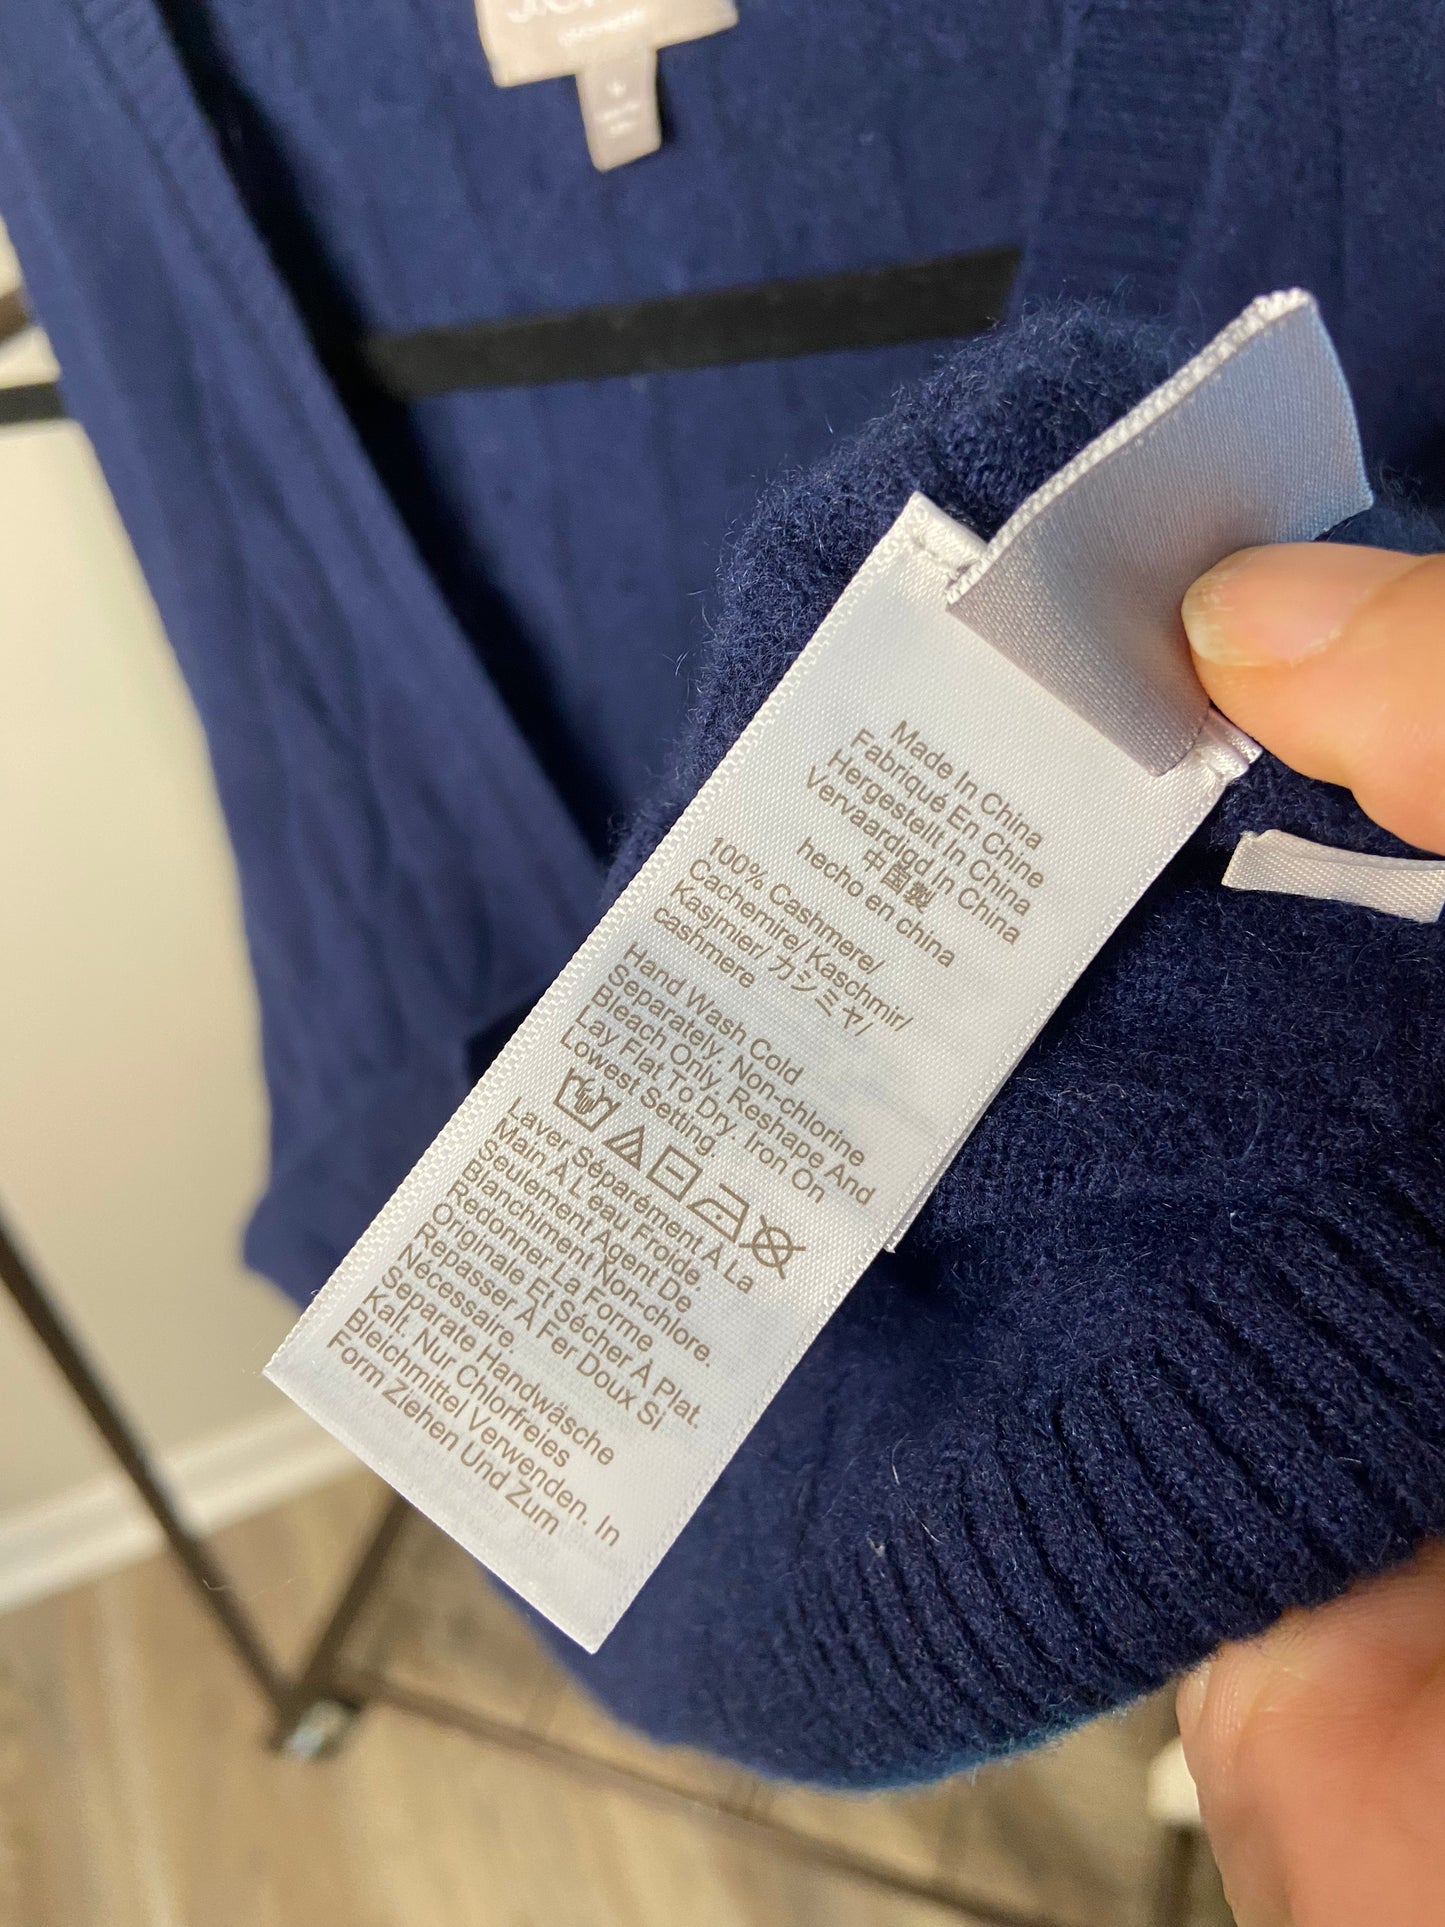 Made In China
Fabriqué En Chine
Hergestellt In China
Vervaardigd In China
中國製
hecho en china
100% Cashmere/
Cachemire/ Kaschmir/
Kasjmier/ カシミヤ/
cashmere
Hand Wash Cold
Separately. Non-chlorine
Bleach Only. Reshape And
Lay Flat To Dry. Iron On
Lowest Setting.
Laver Séparément À La
Main À L'eau Froide.
Seulement Agent De
Blanchiment Non-chlore.
Redonner La Forme
Originale Et Sécher À Plat.
Repasser À Fer Doux Si
Nécessaire.
Separate Handwäsche
Kalt. Nur Chlorfreies
Bleichmittel Verwenden. In
Form Ziehen Und Zum